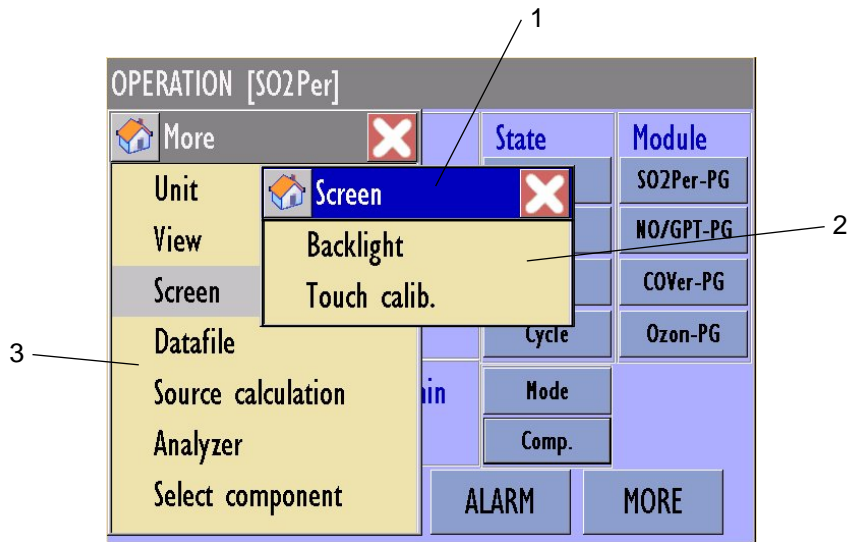 1
OPERATION [SO2Per]
More
State
Module
Unit
Screen
SO2Per-PG
View
Backlight
NO/GPT-PG
2
Screen
Touch calib.
COVer-PG
3
Datafile
Cycle
Ozon-PG
Source calculation
in
Mode
Analyzer
Comp.
Select component
ALARM
MORE